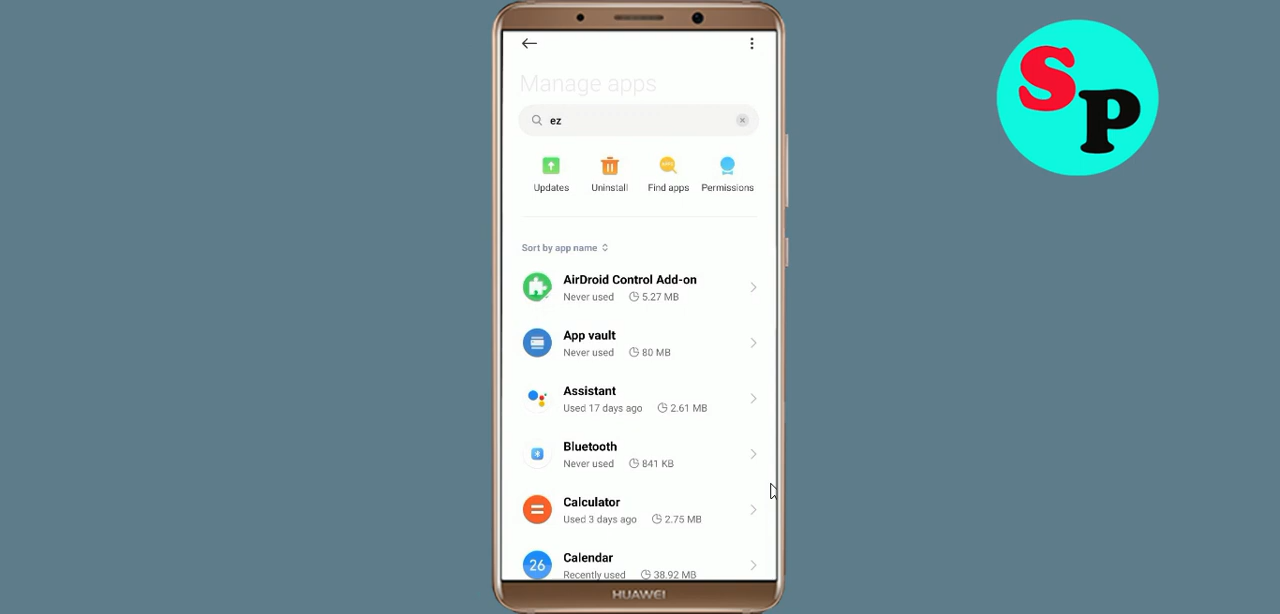 SP
Manage apps
ez
Updates Uninstall Find apps Permissions
Sort by app name
AirDroid Control Add-on
Never used 5.27 MB
App vault
Never used 80 MB
Assistant
Used 17 days ago 2.61 MB
Bluetooth
Never used 841 KB
Calculator
Used 3 days ago 2.75 MB
26
Calendar
Recently used 38.92 MB
HUAWEI